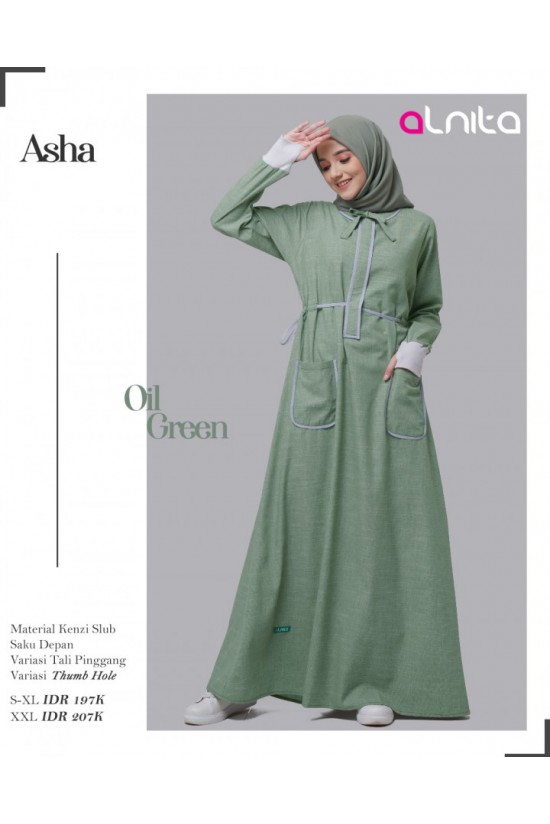 alnita
Asha
Oil
Green
Material Kenzi Slub
Saku Depan
Variasi Tali Pinggang
Variasi Thumb Hole
S-XL IDR 197K
XXL IDR 207K